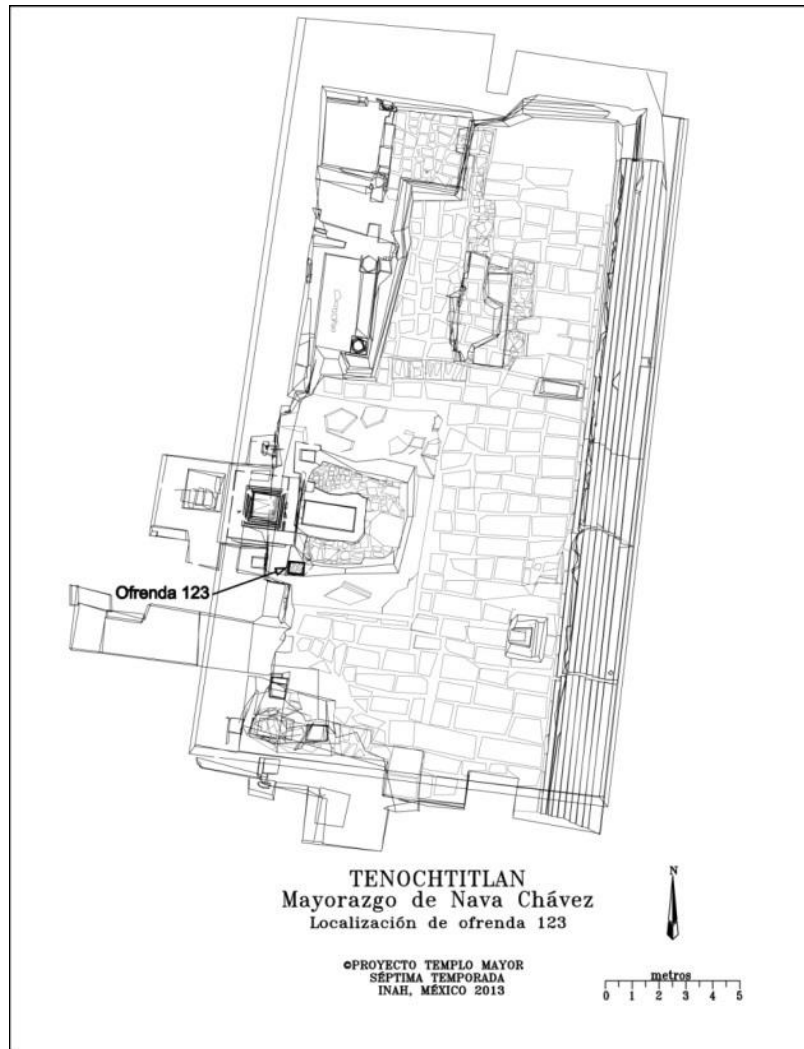 Ofrenda 123
TENOCHTITLAN
Mayorazgo de Nava Chávez
Localización de ofrenda 123
N
©PROYECTO TEMPLO MAYOR
SÉPTIMA TEMPORADA
INAH, MÉXICO 2013
metros
0 1 2 3 4 5